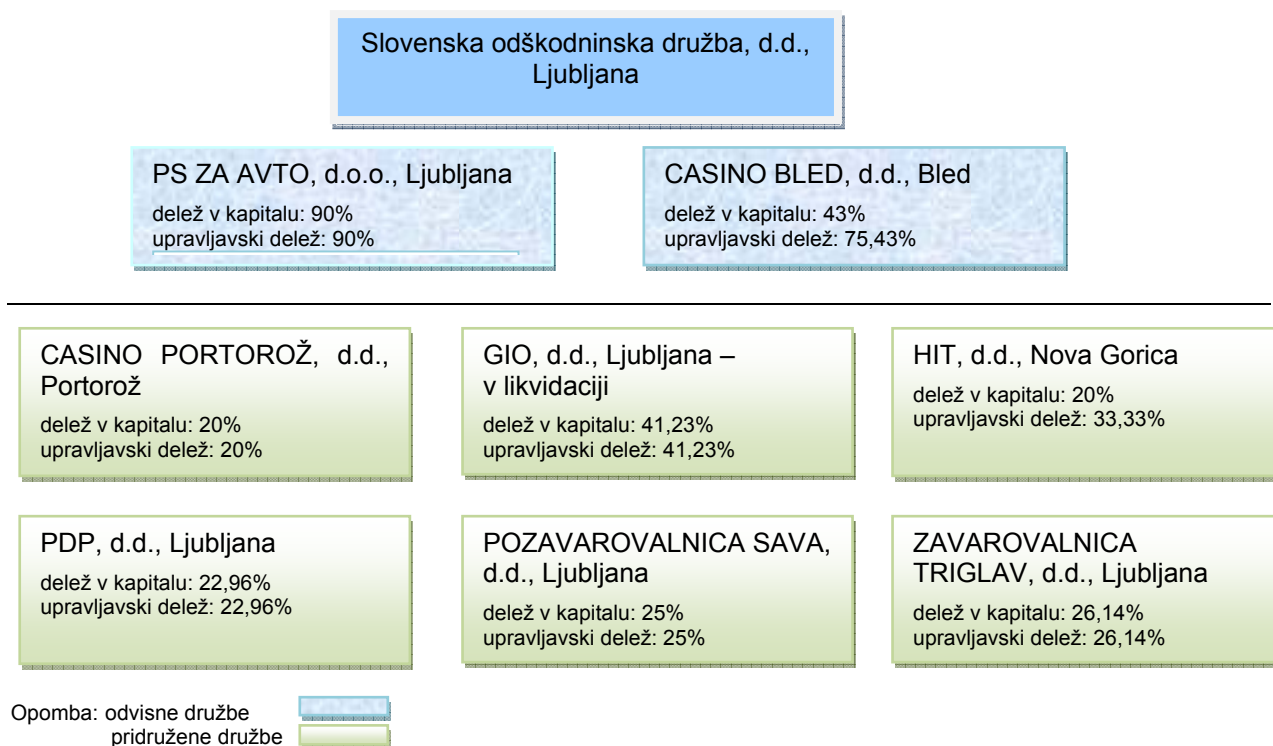 Slovenska odškodninska družba, d.d.,
Ljubljana
PS ZA AVTO, d.o.o., Ljubljana
delež v kapitalu: 90%
upravljavski delež: 90%
CASINO BLED, d.d., Bled
delež v kapitalu: 43%
upravljavski delež: 75,43%
CASINO PORTOROŽ, d.d.,
Portorož
delež v kapitalu: 20%
upravljavski delež: 20%
GIO, d.d., Ljubljana –
v likvidaciji
delež v kapitalu: 41,23%
upravljavski delež: 41,23%
HIT, d.d., Nova Gorica
delež v kapitalu: 20%
upravljavski delež: 33,33%
PDP, d.d., Ljubljana
delež v kapitalu: 22,96%
upravljavski delež: 22,96%
POZAVAROVALNICA SAVA,
d.d., Ljubljana
delež v kapitalu: 25%
upravljavski delež: 25%
ZAVAROVALNICA
TRIGLAV, d.d., Ljubljana
delež v kapitalu: 26,14%
upravljavski delež: 26,14%
Opomba: odvisne družbe
pridružene družbe